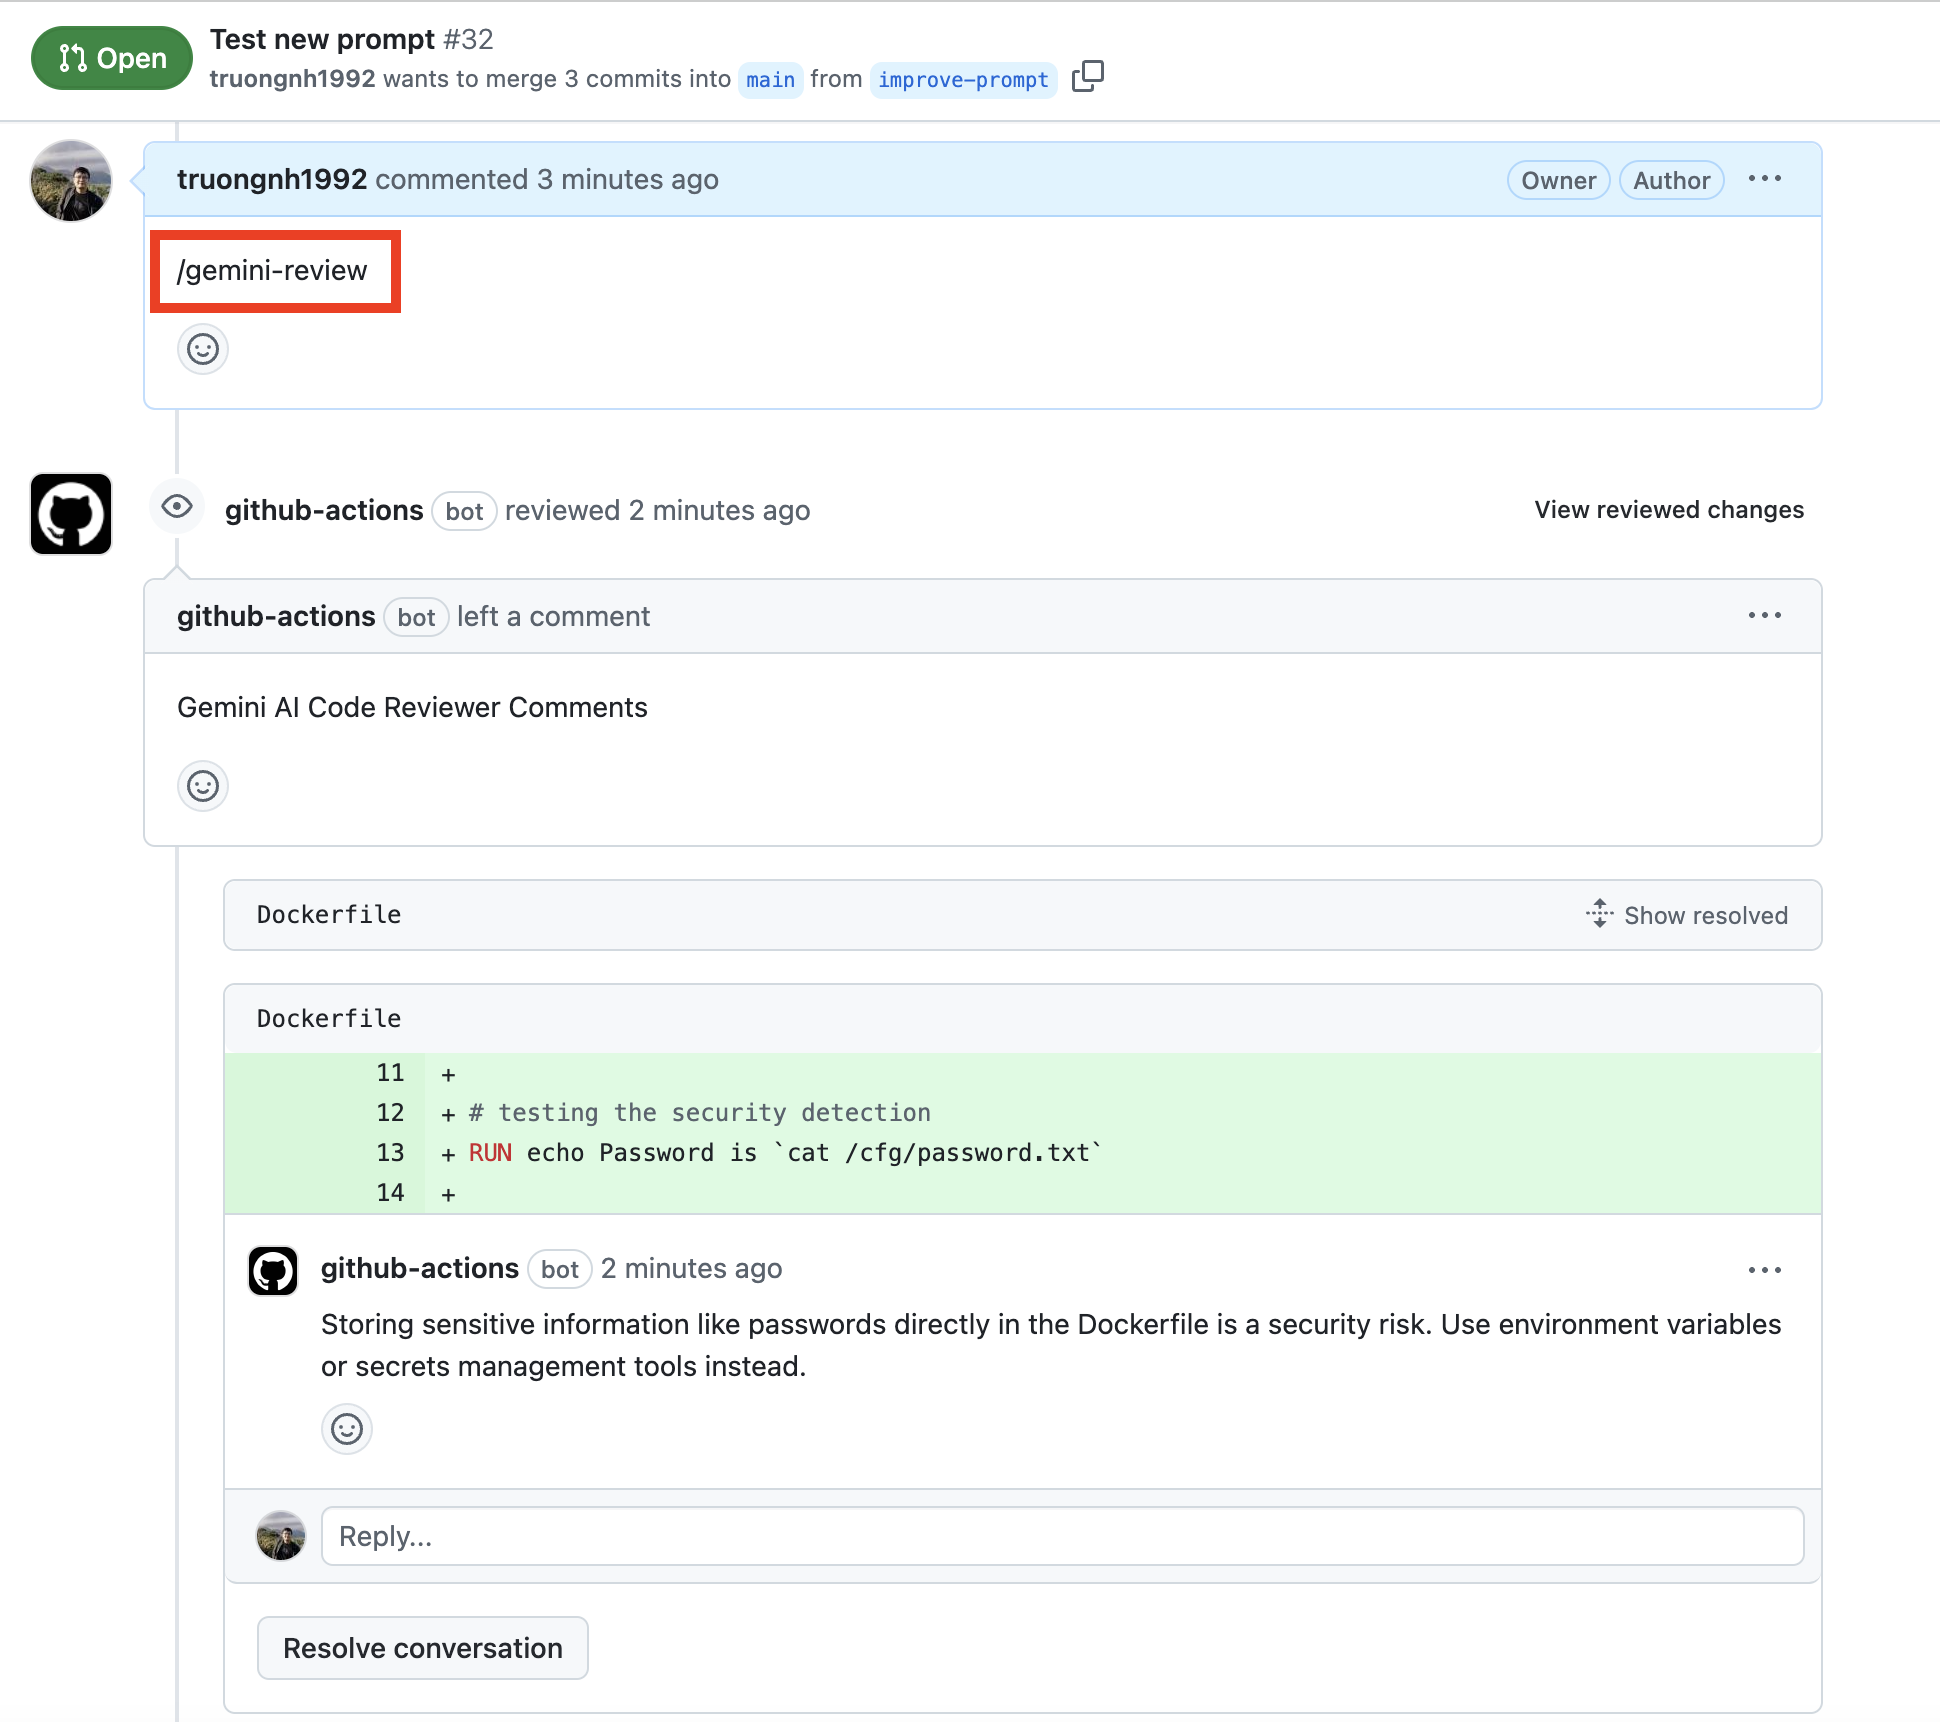 Open
Test new prompt #32
truongnh1992 wants to merge 3 commits into main from improve-prompt
truongnh1992 commented 3 minutes ago Owner Author
/gemini-review
github-actions bot reviewed 2 minutes ago View reviewed changes
github-actions bot left a comment
Gemini AI Code Reviewer Comments
Dockerfile Show resolved
Dockerfile
11 +
12 + # testing the security detection
13 + RUN echo Password is `cat /cfg/password.txt`
14 +
github-actions bot 2 minutes ago
Storing sensitive information like passwords directly in the Dockerfile is a security risk. Use environment variables
or secrets management tools instead.
Reply...
Resolve conversation